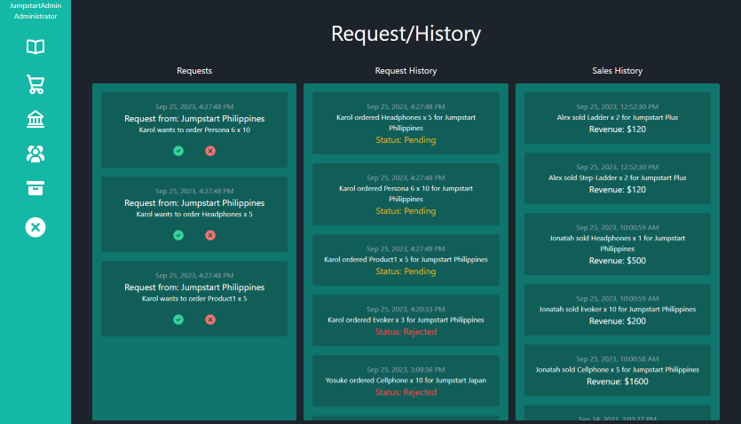 JumpstartAdmin
Administrator
Request/History
Requests
Sep 25, 2023, 4:27:48 PM
Request from: Jumpstart Philippines
Karol wants to order Persona 6 x 10
Sep 25, 2023, 4:27:48 PM
Request from: Jumpstart Philippines
Karol wants to order Headphones x 5
Sep 25, 2023, 4:27:48 PM
Request from: Jumpstart Philippines
Karol wants to order Product1 x 5
Request History
Sep 25, 2023, 4:27:48 PM
Karol ordered Headphones x 5 for Jumpstart
Philippines
Status: Pending
Sep 25, 2023, 4:27:48 PM
Karol ordered Persona 6 x 10 for Jumpstart
Philippines
Status: Pending
Sep 25, 2023, 4:27:48 PM
Karol ordered Product1 x 5 for Jumpstart Philippines
Status: Pending
Sep 25, 2023, 4:20:33 PM
Karol ordered Evoker x 3 for Jumpstart Philippines
Status: Rejected
Sep 25, 2023, 3:09:36 PM
Yosuke ordered Cellphone x 10 for Jumpstart Japan
Status: Rejected
Sales History
Sep 25, 2023, 12:52:30 PM
Alex sold Ladder x 2 for Jumpstart Plus
Revenue: $120
Sep 25, 2023, 12:52:30 PM
Alex sold Step-Ladder x 2 for Jumpstart Plus
Revenue: $120
Sep 25, 2023, 10:00:59 AM
Jonatah sold Headphones x 1 for Jumpstart
Philippines
Revenue: $500
Sep 25, 2023, 10:00:59 AM
Jonatah sold Evoker x 10 for Jumpstart Philippines
Revenue: $200
Sep 25, 2023, 10:00:58 AM
Jonatah sold Cellphone x 5 for Jumpstart Philippines
Revenue: $1600
Sep 24, 2023, 3:03:27 PM